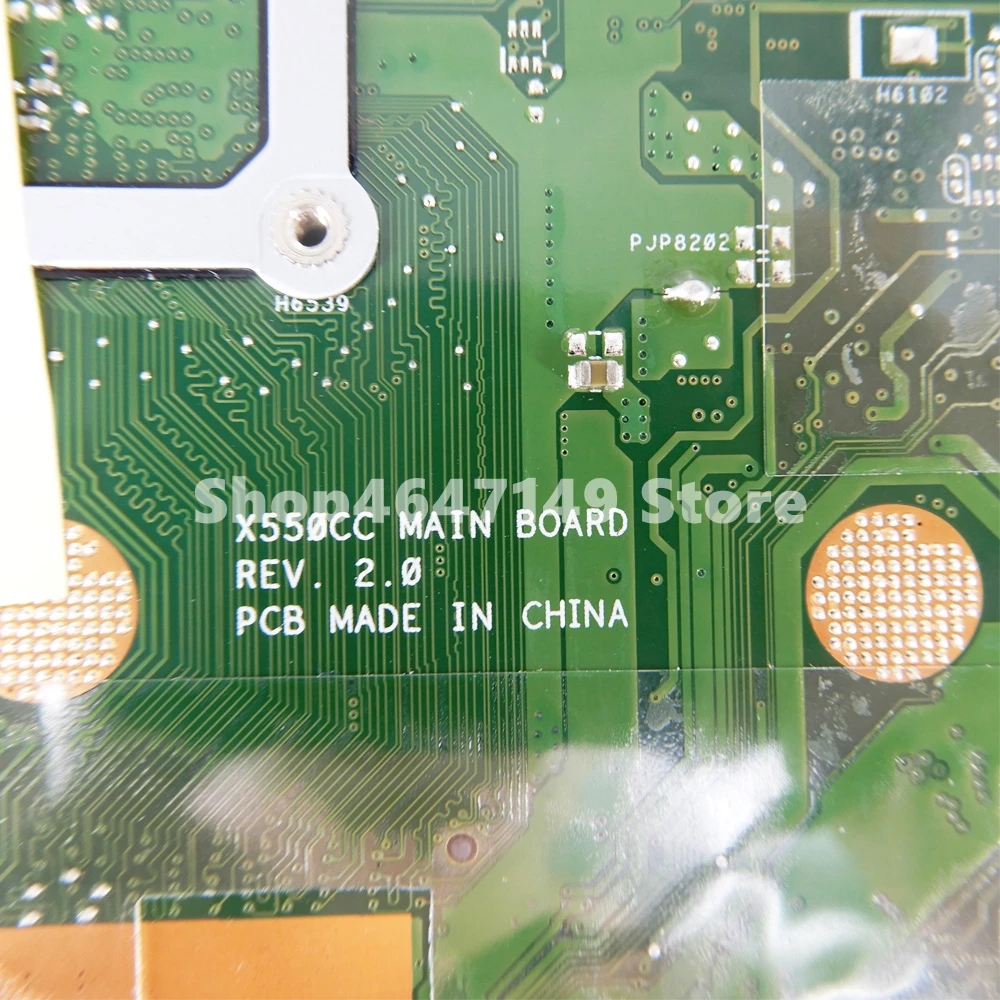 H6102
PJP8202
H6539
Shop4647149 Store
X550CC MAIN BOARD
REV. 2.0
PCB MADE IN CHINA